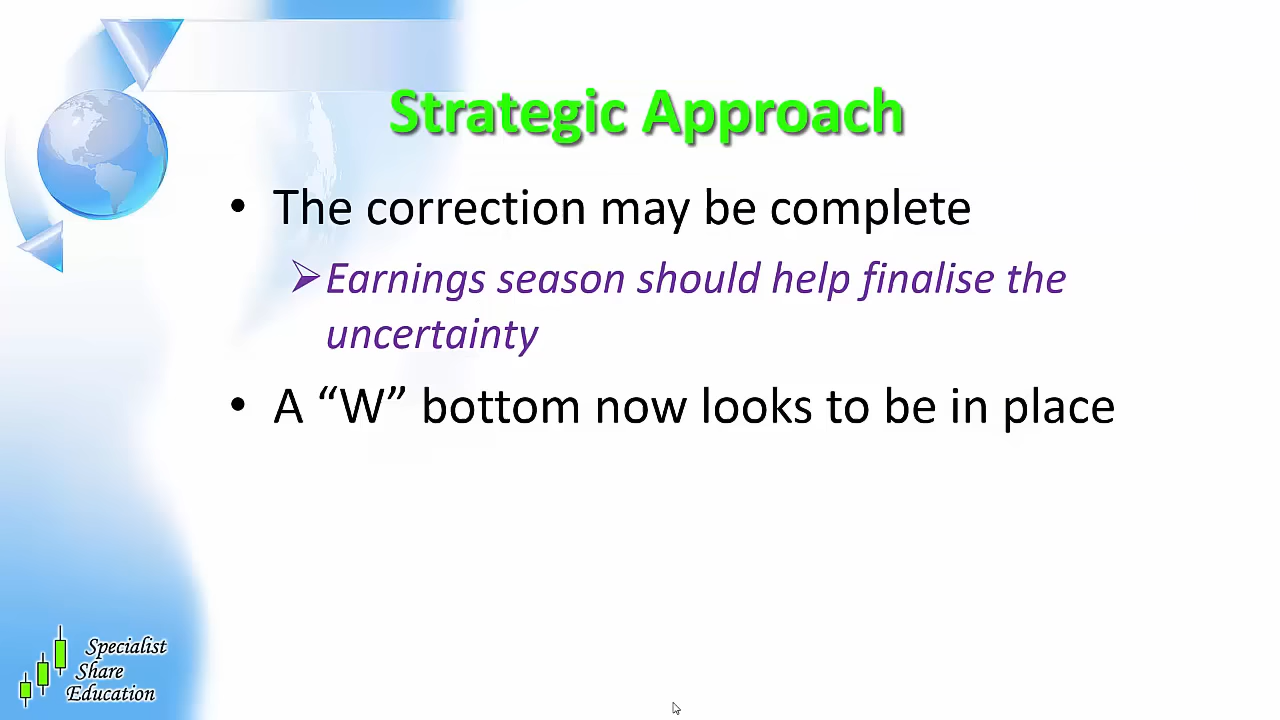 Strategic Approach
• The correction may be complete
➢Earnings season should help finalise the
uncertainty
• A “W” bottom now looks to be in place
Specialist
Share
Education